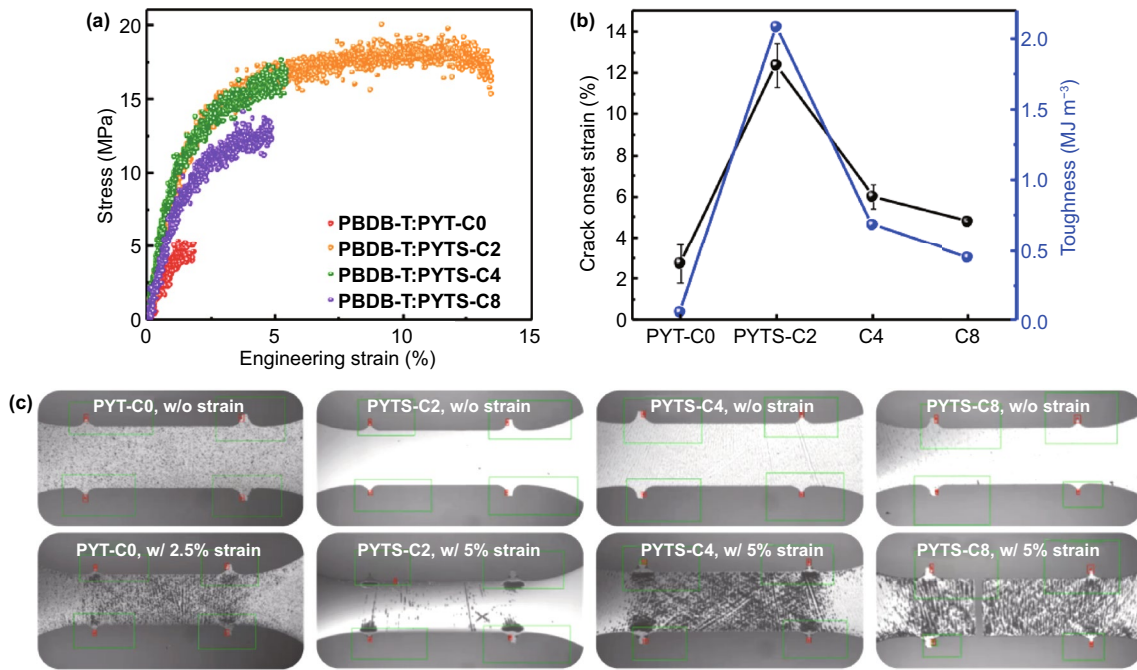 (a)
20
15
10
5
0
Stress (MPa)
PBDB-T:PYT-C0
PBDB-T:PYTS-C2
PBDB-T:PYTS-C4
PBDB-T:PYTS-C8
0 5 10 15
Engineering strain (%)
(b)
14
12
10
8
6
4
2
0
Crack onset strain (%)
2.0
1.5
1.0
0.5
0.0
Toughness (MJ m⁻³)
PYT-C0 PYTS-C2 C4 C8
(c)
PYT-C0, w/o strain
PYTS-C2, w/o strain
PYTS-C4, w/o strain
PYTS-C8, w/o strain
PYT-C0, w/ 2.5% strain
PYTS-C2, w/ 5% strain
PYTS-C4, w/ 5% strain
PYTS-C8, w/ 5% strain